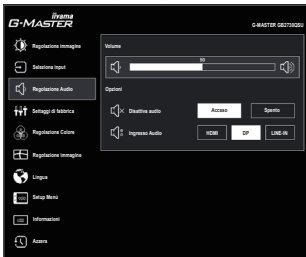 iiyama
G-MASTER
G-MASTER GB2730QSU
Regolazione immagine
Seleziona input
Regolazione Audio
Settaggi di fabbrica
Regolazione Colore
Regolazione immagine
Lingua
Setup Menù
Informazioni
Azzera
Volume
50
Opzioni
Disattiva audio
Acceso
Spento
Ingresso Audio
HDMI
DP
LINE-IN